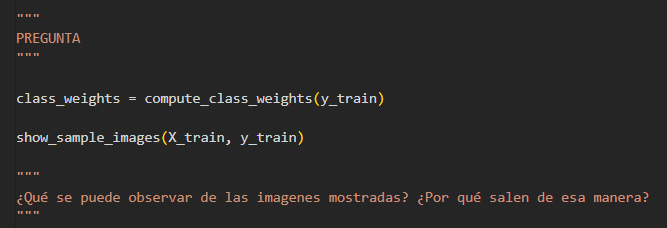 """
PREGUNTA
"""
class_weights = compute_class_weights(y_train)
show_sample_images(X_train, y_train)
"""
¿Qué se puede observar de las imagenes mostradas? ¿Por qué salen de esa manera?
"""